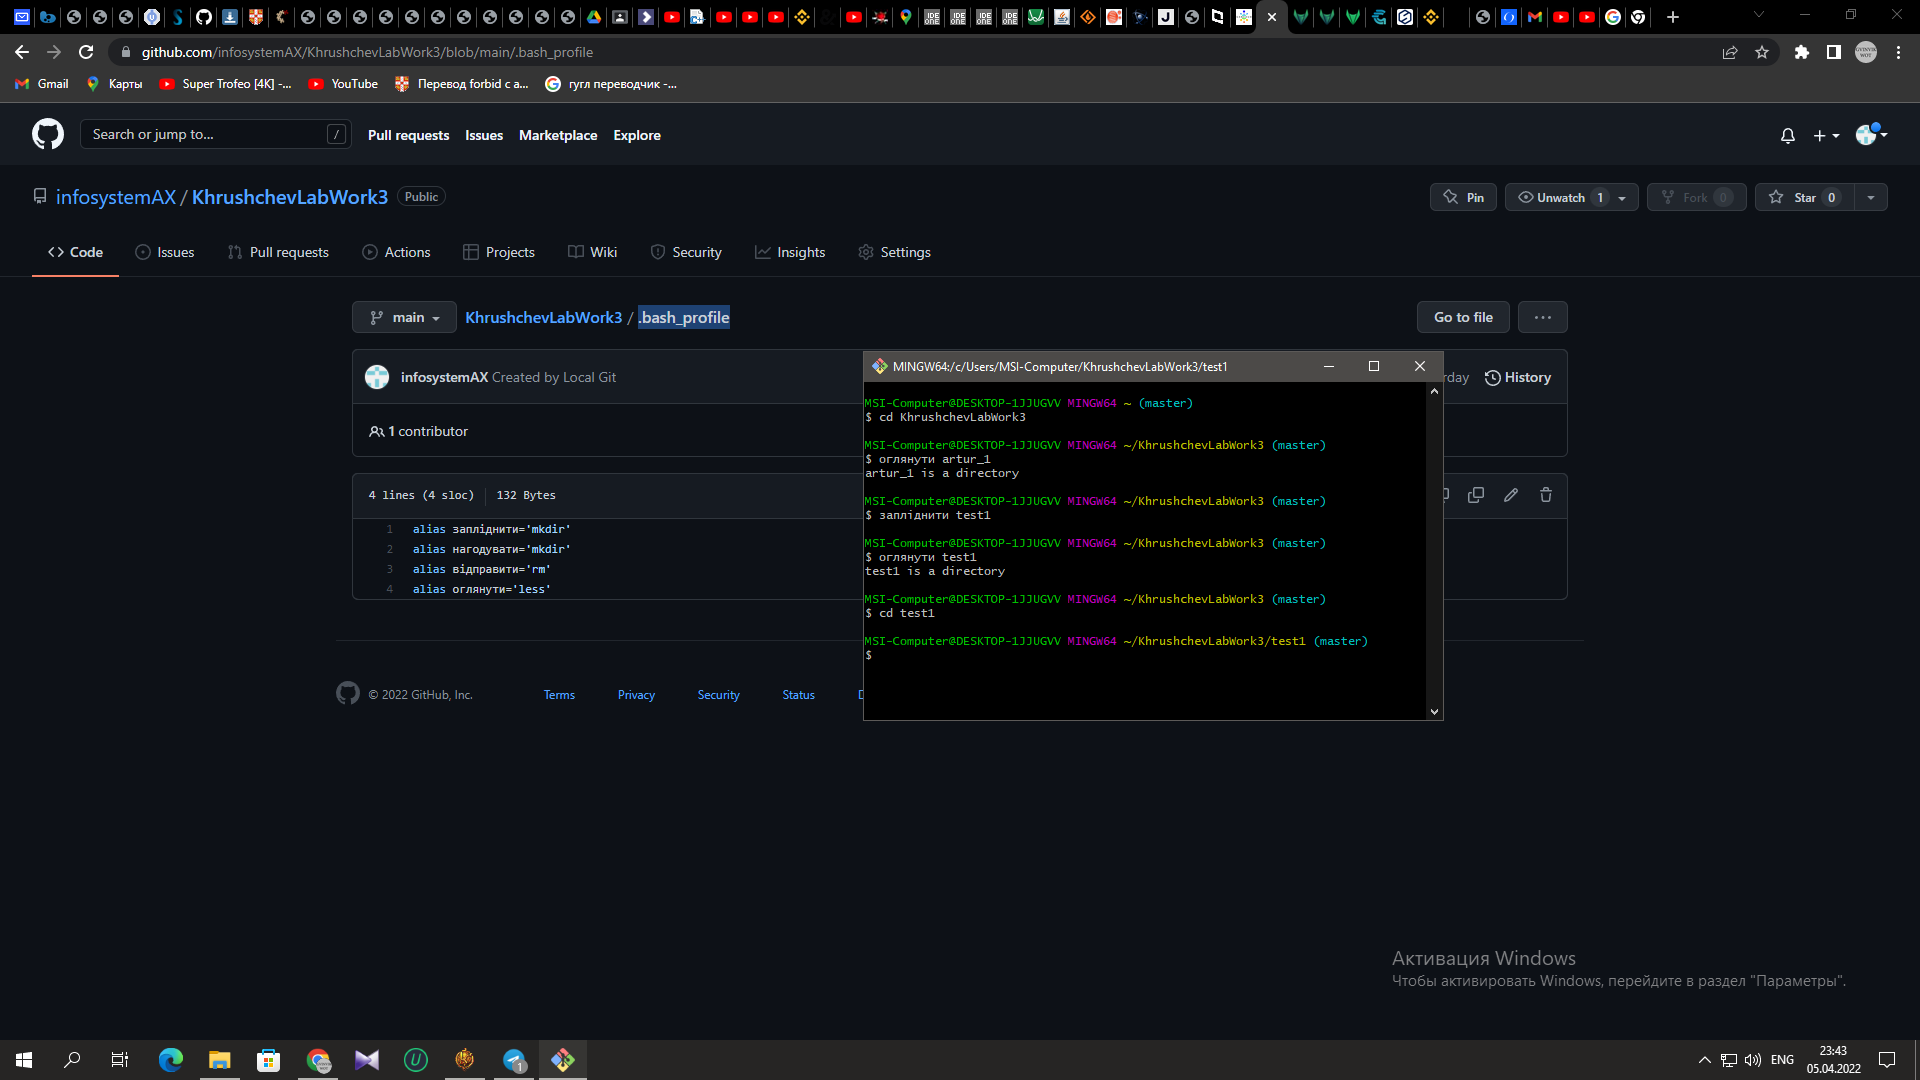 github.com/infosystemAX/KhrushchevLabWork3/blob/main/.bash_profile
Gmail Карты Super Trofeo [4K] -... YouTube Перевод forbid с а... гугл переводчик -...
Search or jump to... / Pull requests Issues Marketplace Explore
infosystemAX / KhrushchevLabWork3 Public Pin Unwatch 1 Fork 0 Star 0
Code Issues Pull requests Actions Projects Wiki Security Insights Settings
main KhrushchevLabWork3 / .bash_profile Go to file ...
infosystemAX Created by Local Git rday History
1 contributor
4 lines (4 sloc) 132 Bytes
1 alias запліднити='mkdir'
2 alias нагодувати='mkdir'
3 alias відправити='rm'
4 alias оглянути='less'
MINGW64:/c/Users/MSI-Computer/KhrushchevLabWork3/test1
MSI-Computer@DESKTOP-1JJUGVV MINGW64 ~ (master)
$ cd KhrushchevLabWork3
MSI-Computer@DESKTOP-1JJUGVV MINGW64 ~/KhrushchevLabWork3 (master)
$ оглянути artur_1
artur_1 is a directory
MSI-Computer@DESKTOP-1JJUGVV MINGW64 ~/KhrushchevLabWork3 (master)
$ запліднити test1
MSI-Computer@DESKTOP-1JJUGVV MINGW64 ~/KhrushchevLabWork3 (master)
$ оглянути test1
test1 is a directory
MSI-Computer@DESKTOP-1JJUGVV MINGW64 ~/KhrushchevLabWork3 (master)
$ cd test1
MSI-Computer@DESKTOP-1JJUGVV MINGW64 ~/KhrushchevLabWork3/test1 (master)
$
© 2022 GitHub, Inc. Terms Privacy Security Status
Активация Windows
Чтобы активировать Windows, перейдите в раздел "Параметры".
1
ENG
23:43
05.04.2022